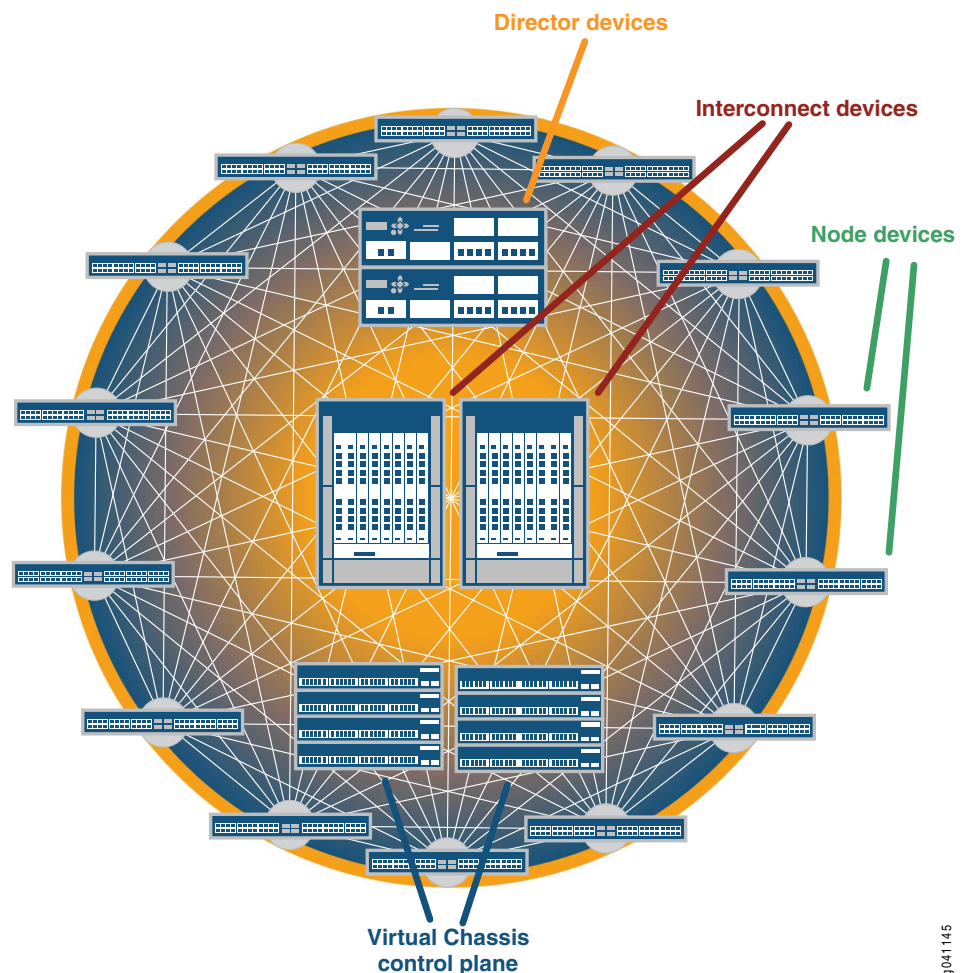 Director devices
Interconnect devices
Node devices
Virtual Chassis
control plane
g041145